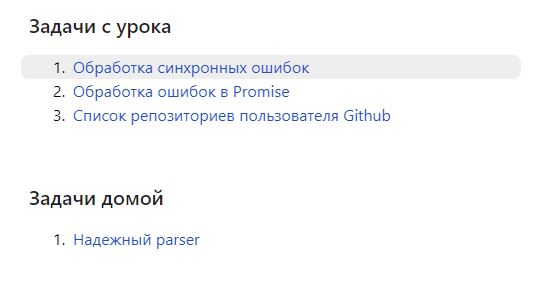 Задачи с урока
1. Обработка синхронных ошибок
2. Обработка ошибок в Promise
3. Список репозиториев пользователя Github
Задачи домой
1. Надежный parser